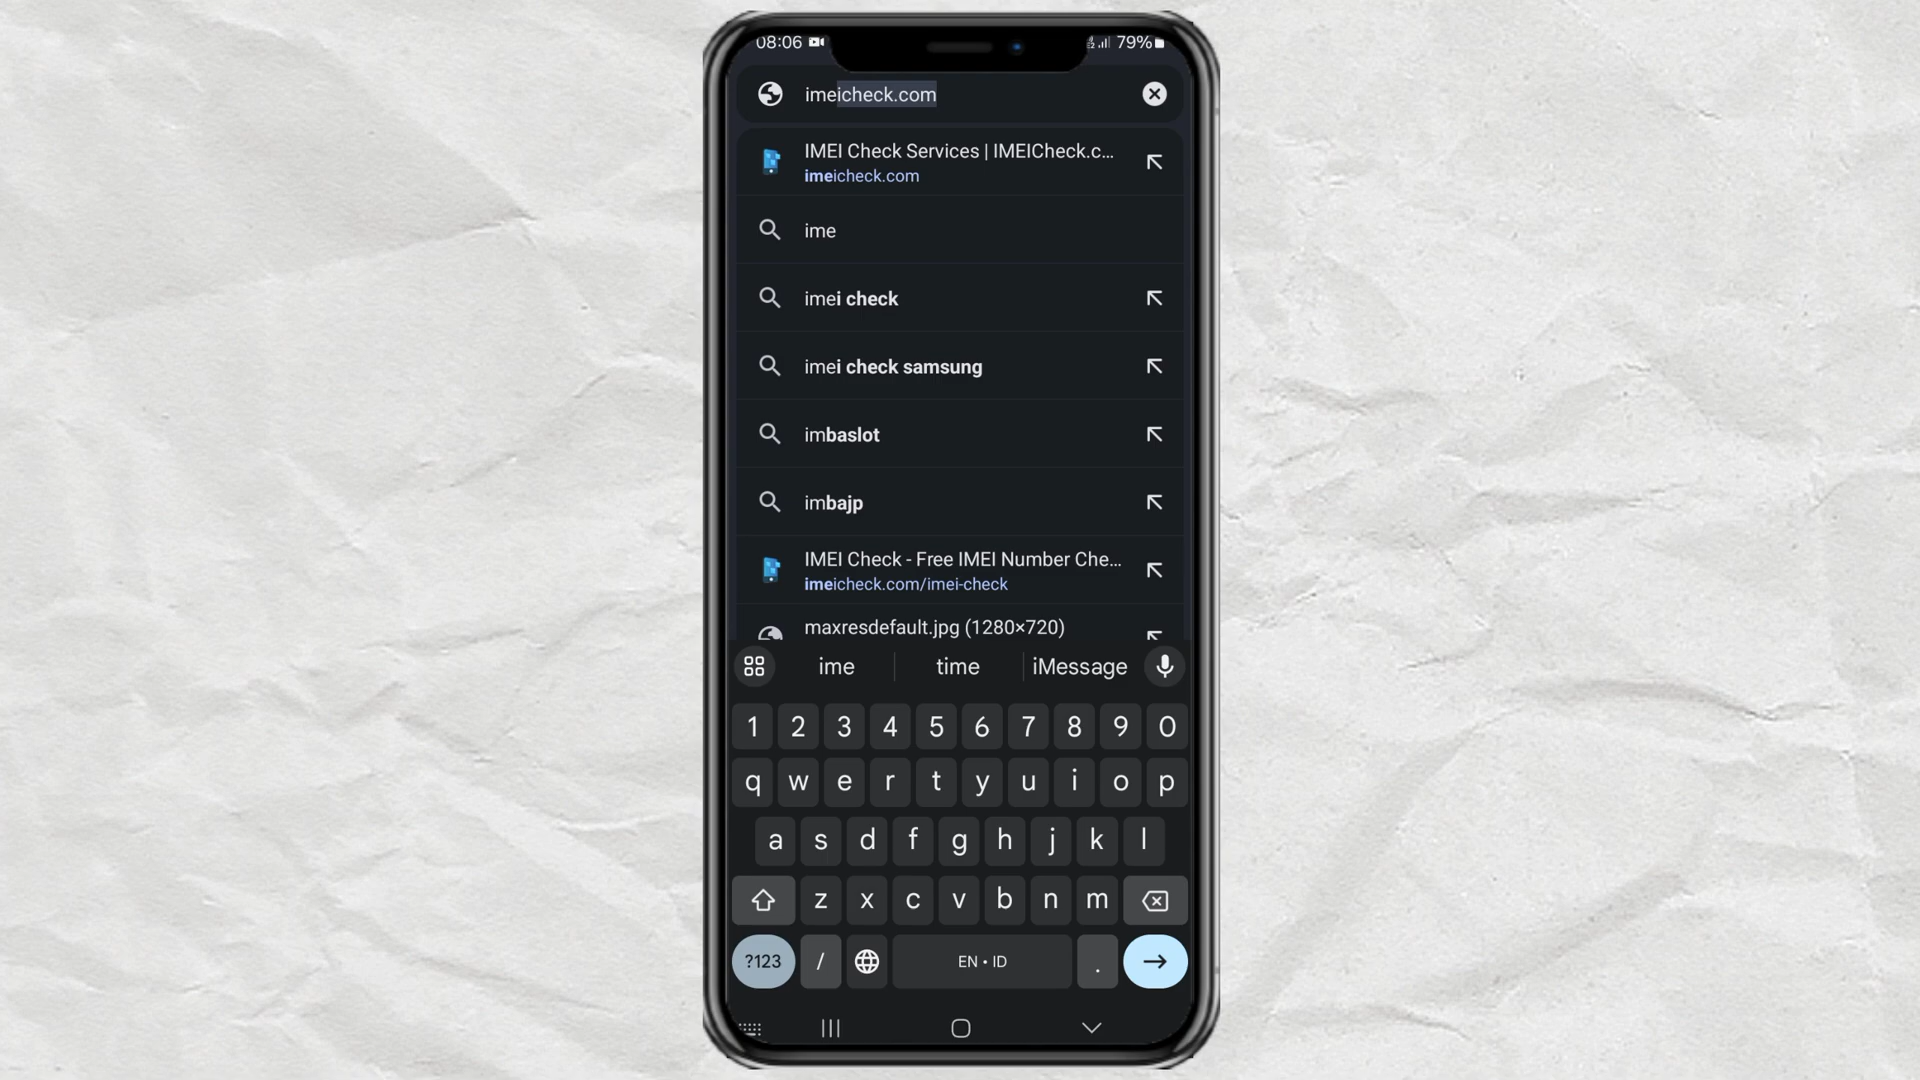 08:06 79%
imeicheck.com
IMEI Check Services | IMEICheck.c...
imeicheck.com
ime
imei check
imei check samsung
imbaslot
imbajp
IMEI Check - Free IMEI Number Che...
imeicheck.com/imei-check
maxresdefault.jpg (1280×720)
ime time iMessage
1 2 3 4 5 6 7 8 9 0
q w e r t y u i o p
a s d f g h j k l
z x c v b n m
?123 / EN • ID .